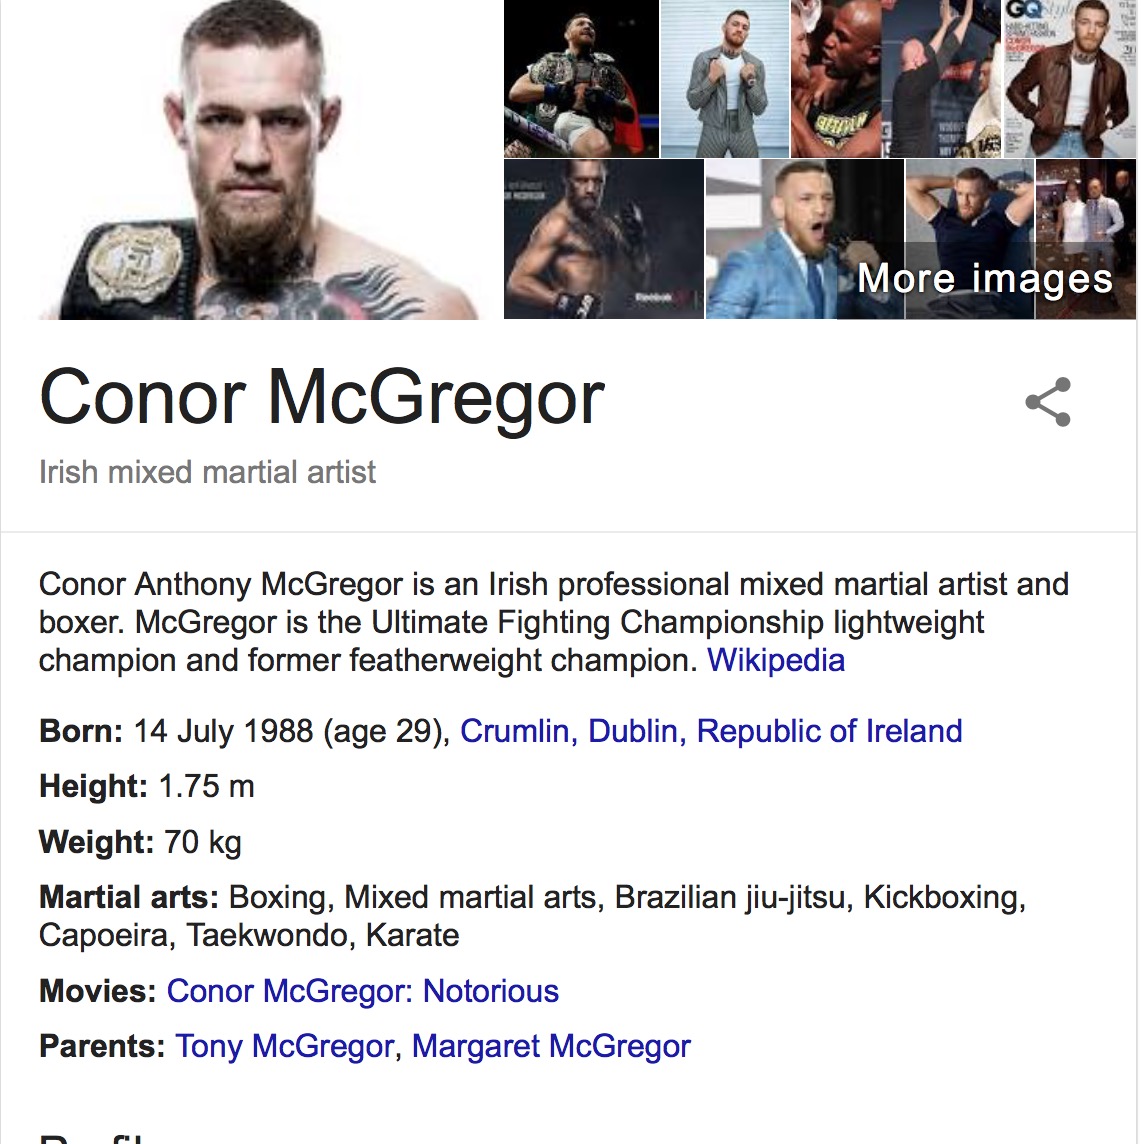 GQ Style
More images
Conor McGregor
Irish mixed martial artist
Conor Anthony McGregor is an Irish professional mixed martial artist and
boxer. McGregor is the Ultimate Fighting Championship lightweight
champion and former featherweight champion. Wikipedia
Born: 14 July 1988 (age 29), Crumlin, Dublin, Republic of Ireland
Height: 1.75 m
Weight: 70 kg
Martial arts: Boxing, Mixed martial arts, Brazilian jiu-jitsu, Kickboxing,
Capoeira, Taekwondo, Karate
Movies: Conor McGregor: Notorious
Parents: Tony McGregor, Margaret McGregor